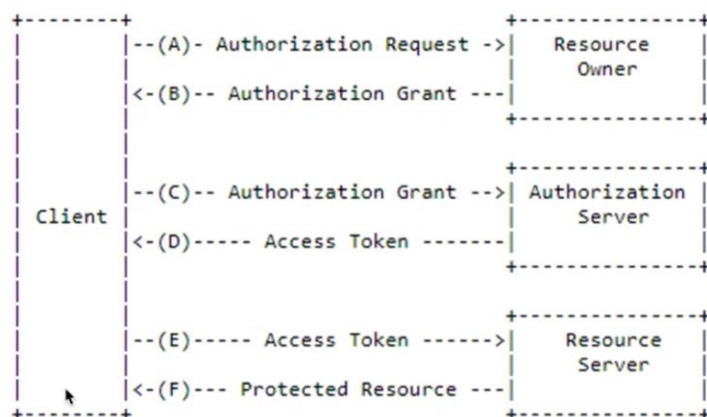 --(A)- Authorization Request -> Resource
Owner
<-(B)-- Authorization Grant ---
--(C)-- Authorization Grant --> Authorization
Client Server
<-(D)----- Access Token -------
--(E)----- Access Token ------> Resource
Server
<-(F)--- Protected Resource ---